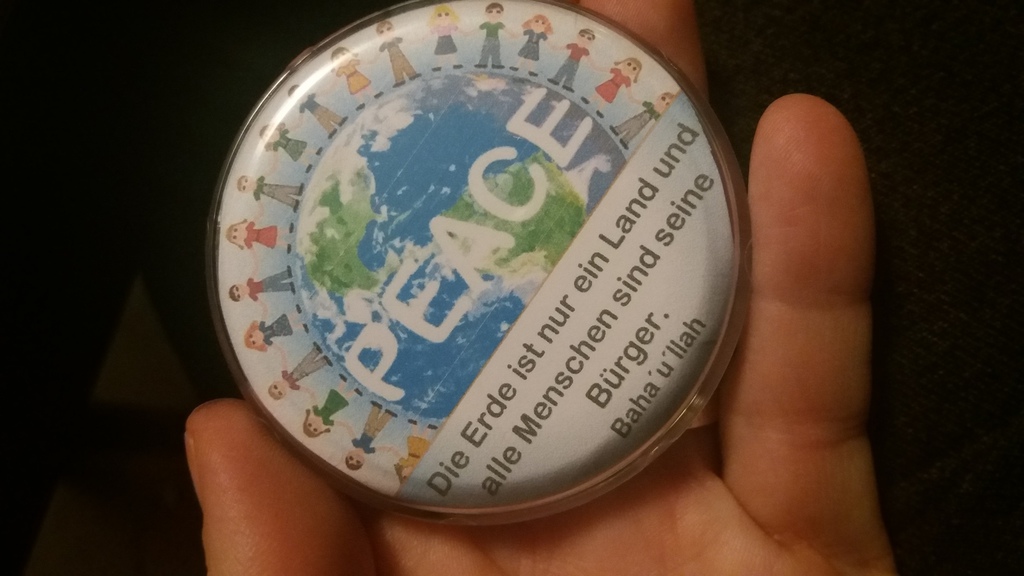 PEACE
Die Erde ist nur ein Land und
alle Menschen sind seine
Bürger.
Baha´u´llah